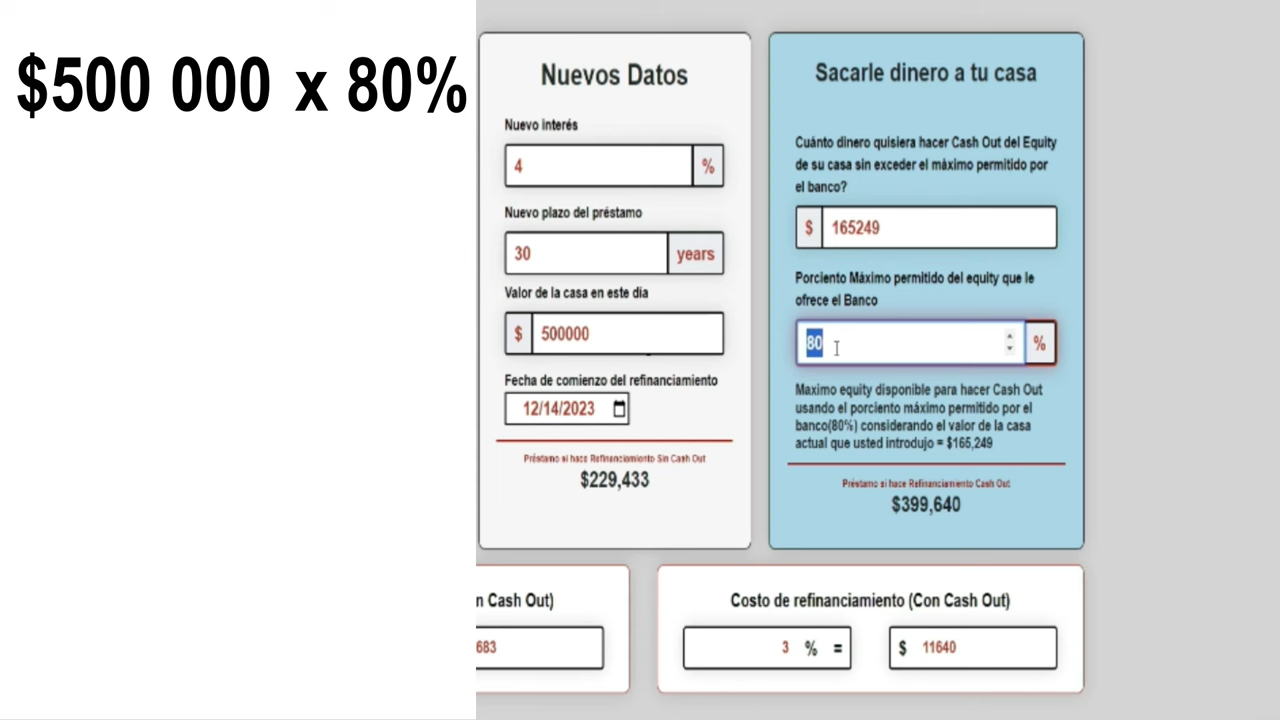 $500 000 x 80%
Nuevos Datos
Nuevo interés
4 %
Nuevo plazo del préstamo
30 years
Valor de la casa en este dia
$ 500000
Fecha de comienzo del refinanciamiento
12/14/2023
Préstamo si hace Refinanciamiento Sin Cash Out
$229,433
Sacarle dinero a tu casa
Cuánto dinero quisiera hacer Cash Out del Equity
de su casa sin exceder el máximo permitido por
el banco?
$ 165249
Porciento Máximo permitido del equity que le
ofrece el Banco
80 %
Maximo equity disponible para hacer Cash Out
usando el porciento máximo permitido por el
banco(80%) considerando el valor de la casa
actual que usted introdujo = $165,249
Préstamo si hace Refinanciamiento Cash Out
$399,640
n Cash Out)
683
Costo de refinanciamiento (Con Cash Out)
3 % = $ 11640